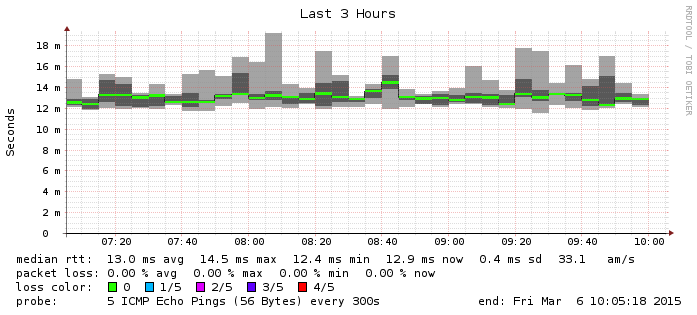 Last 3 Hours
RRDTOOL / TOBI OETIKER
Seconds
18 m
16 m
14 m
12 m
10 m
8 m
6 m
4 m
2 m
0
07:20 07:40 08:00 08:20 08:40 09:00 09:20 09:40 10:00
median rtt: 13.0 ms avg 14.5 ms max 12.4 ms min 12.9 ms now 0.4 ms sd 33.1 am/s
packet loss: 0.00 % avg 0.00 % max 0.00 % min 0.00 % now
loss color: 0 1/5 2/5 3/5 4/5
probe: 5 ICMP Echo Pings (56 Bytes) every 300s end: Fri Mar 6 10:05:18 2015